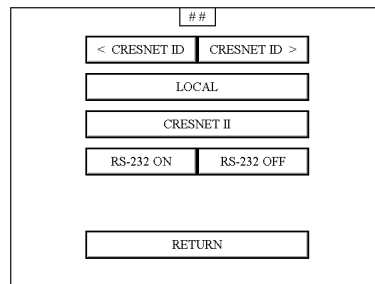 ##
< CRESNET ID CRESNET ID >
LOCAL
CRESNET II
RS-232 ON RS-232 OFF
RETURN